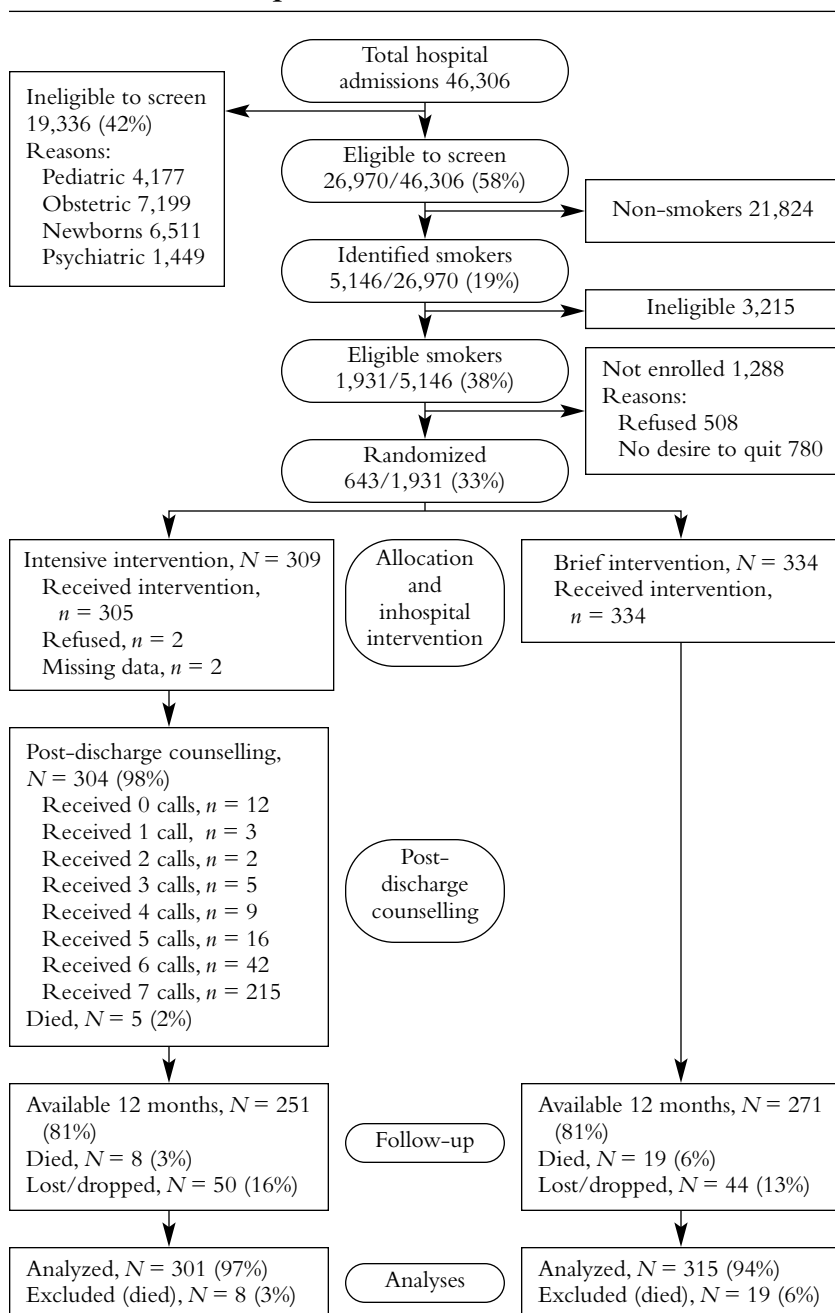 Total hospital
admissions 46,306
Ineligible to screen
19,336 (42%)
Reasons:
Pediatric 4,177
Obstetric 7,199
Newborns 6,511
Psychiatric 1,449
Eligible to screen
26,970/46,306 (58%)
Non-smokers 21,824
Identified smokers
5,146/26,970 (19%)
Ineligible 3,215
Eligible smokers
1,931/5,146 (38%)
Not enrolled 1,288
Reasons:
Refused 508
No desire to quit 780
Randomized
643/1,931 (33%)
Intensive intervention, N = 309
Received intervention,
n = 305
Refused, n = 2
Missing data, n = 2
Allocation
and
inhospital
intervention
Brief intervention, N = 334
Received intervention,
n = 334
Post-discharge counselling,
N = 304 (98%)
Received 0 calls, n = 12
Received 1 call, n = 3
Received 2 calls, n = 2
Received 3 calls, n = 5
Received 4 calls, n = 9
Received 5 calls, n = 16
Received 6 calls, n = 42
Received 7 calls, n = 215
Died, N = 5 (2%)
Post-
discharge
counselling
Available 12 months, N = 251
(81%)
Died, N = 8 (3%)
Lost/dropped, N = 50 (16%)
Follow-up
Available 12 months, N = 271
(81%)
Died, N = 19 (6%)
Lost/dropped, N = 44 (13%)
Analyzed, N = 301 (97%)
Excluded (died), N = 8 (3%)
Analyses
Analyzed, N = 315 (94%)
Excluded (died), N = 19 (6%)